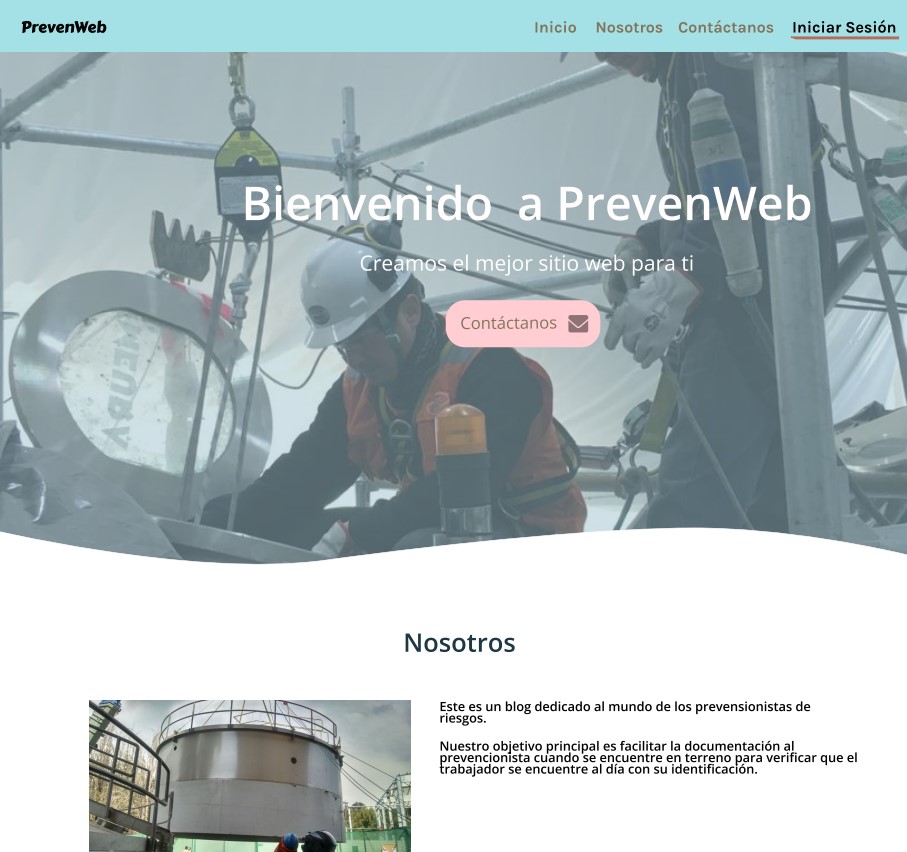 PrevenWeb
Inicio Nosotros Contáctanos Iniciar Sesión
Bienvenido a PrevenWeb
Creamos el mejor sitio web para ti
Contáctanos
Nosotros
Este es un blog dedicado al mundo de los prevensionistas de
riesgos.
Nuestro objetivo principal es facilitar la documentación al
prevencionista cuando se encuentre en terreno para verificar que el
trabajador se encuentre al día con su identificación.